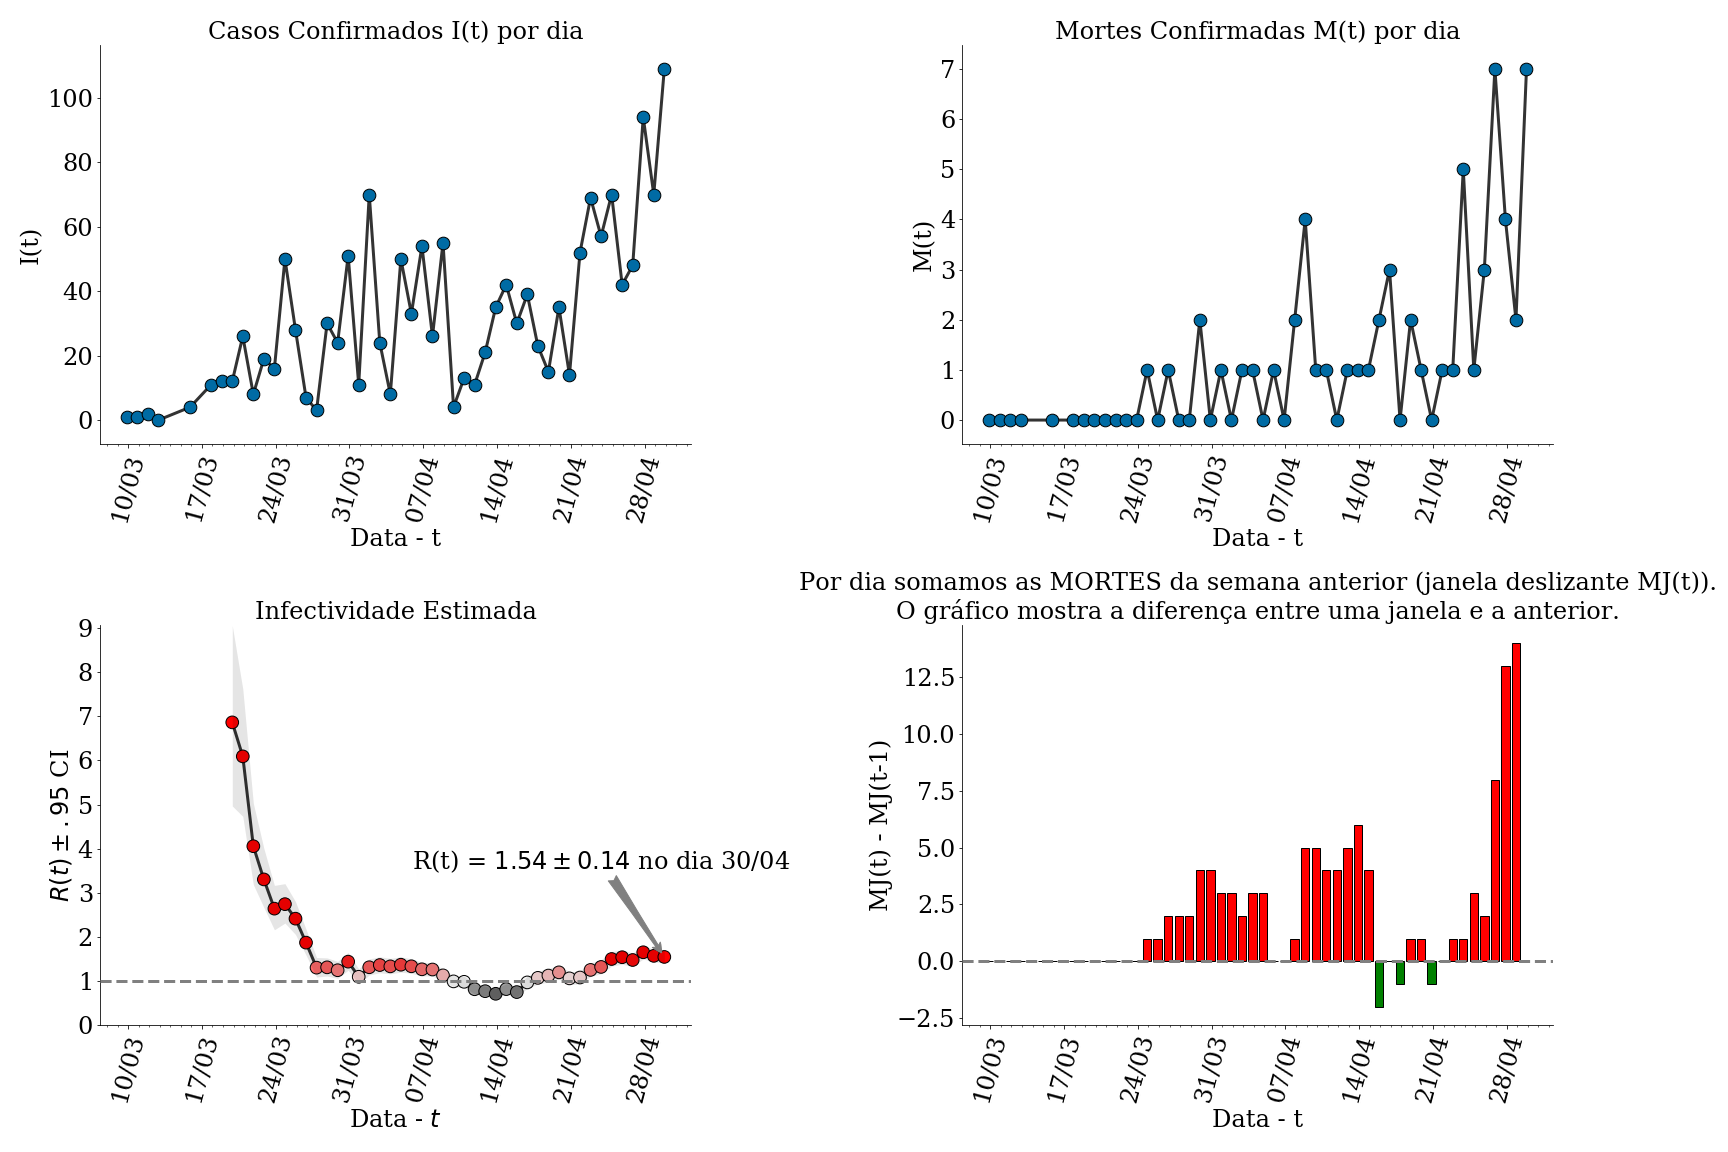 Casos Confirmados I(t) por dia
I(t)
100
80
60
40
20
0
10/03 17/03 24/03 31/03 07/04 14/04 21/04 28/04
Data - t
Mortes Confirmadas M(t) por dia
M(t)
7
6
5
4
3
2
1
0
10/03 17/03 24/03 31/03 07/04 14/04 21/04 28/04
Data - t
Infectividade Estimada
R(t) ± .95 CI
9
8
7
6
5
4
3
2
1
0
R(t) = 1.54 ± 0.14 no dia 30/04
10/03 17/03 24/03 31/03 07/04 14/04 21/04 28/04
Data - t
Por dia somamos as MORTES da semana anterior (janela deslizante MJ(t)).
O gráfico mostra a diferença entre uma janela e a anterior.
MJ(t) - MJ(t-1)
12.5
10.0
7.5
5.0
2.5
0.0
−2.5
10/03 17/03 24/03 31/03 07/04 14/04 21/04 28/04
Data - t